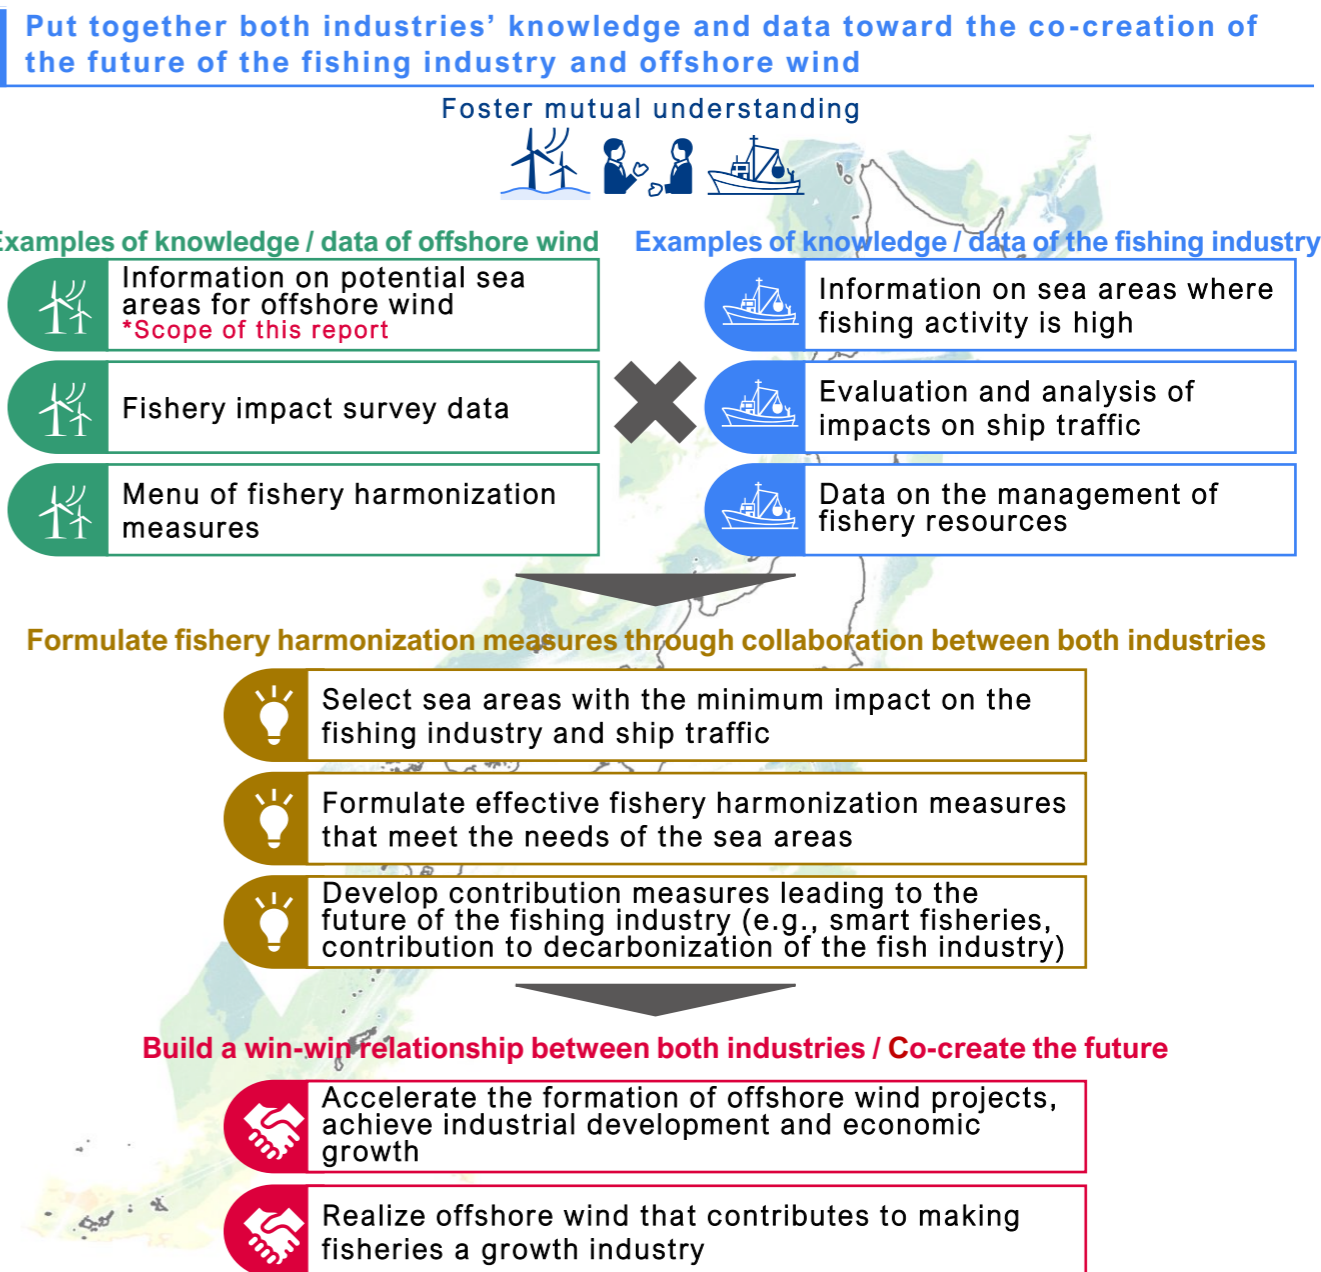 Put together both industries’ knowledge and data toward the co-creation of
the future of the fishing industry and offshore wind
Foster mutual understanding
Examples of knowledge / data of offshore wind
Information on potential sea
areas for offshore wind
*Scope of this report
Fishery impact survey data
Menu of fishery harmonization
measures
Examples of knowledge / data of the fishing industry
Information on sea areas where
fishing activity is high
Evaluation and analysis of
impacts on ship traffic
Data on the management of
fishery resources
Formulate fishery harmonization measures through collaboration between both industries
Select sea areas with the minimum impact on the
fishing industry and ship traffic
Formulate effective fishery harmonization measures
that meet the needs of the sea areas
Develop contribution measures leading to the
future of the fishing industry (e.g., smart fisheries,
contribution to decarbonization of the fish industry)
Build a win-win relationship between both industries / Co-create the future
Accelerate the formation of offshore wind projects,
achieve industrial development and economic
growth
Realize offshore wind that contributes to making
fisheries a growth industry